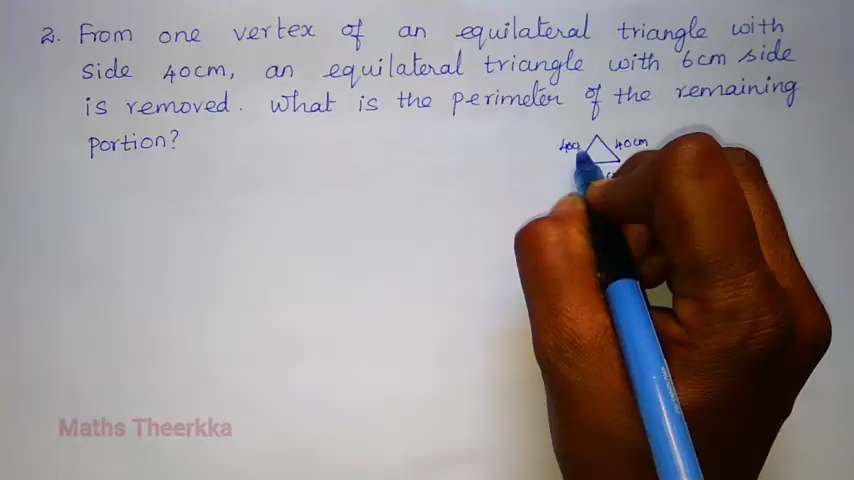 2. From one vertex of an equilateral triangle with
side 40cm, an equilateral triangle with 6cm side
is removed. What is the perimeter of the remaining
portion?
40cm
Maths Theerkka